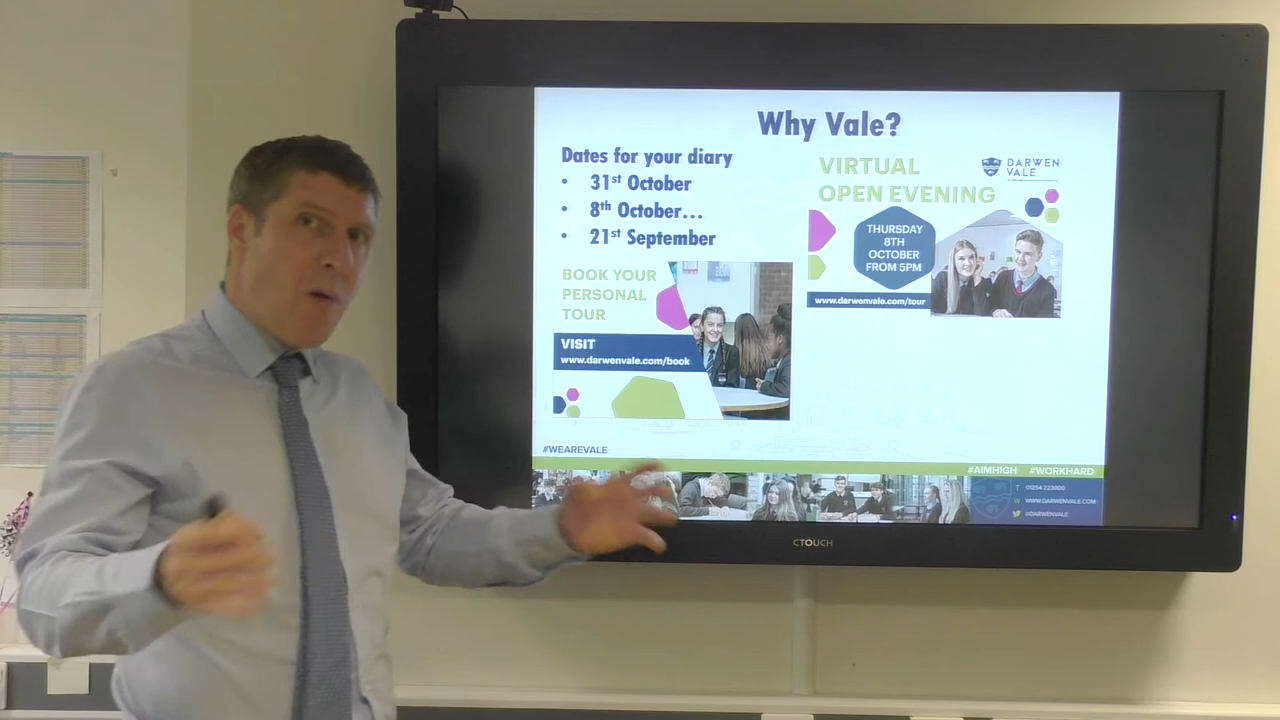 Why Vale?
Dates for your diary
• 31st October
• 8th October...
• 21st September
BOOK YOUR
PERSONAL
TOUR
VISIT
www.darwenvale.com/book
VIRTUAL
OPEN EVENING
DARWEN
VALE
THURSDAY
8TH
OCTOBER
FROM 5PM
www.darwenvale.com/tour
#WEAREVALE
#AIMHIGH #WORKHARD
T 01254 223000
W WWW.DARWENVALE.COM
@DARWENVALE
CTOUCH